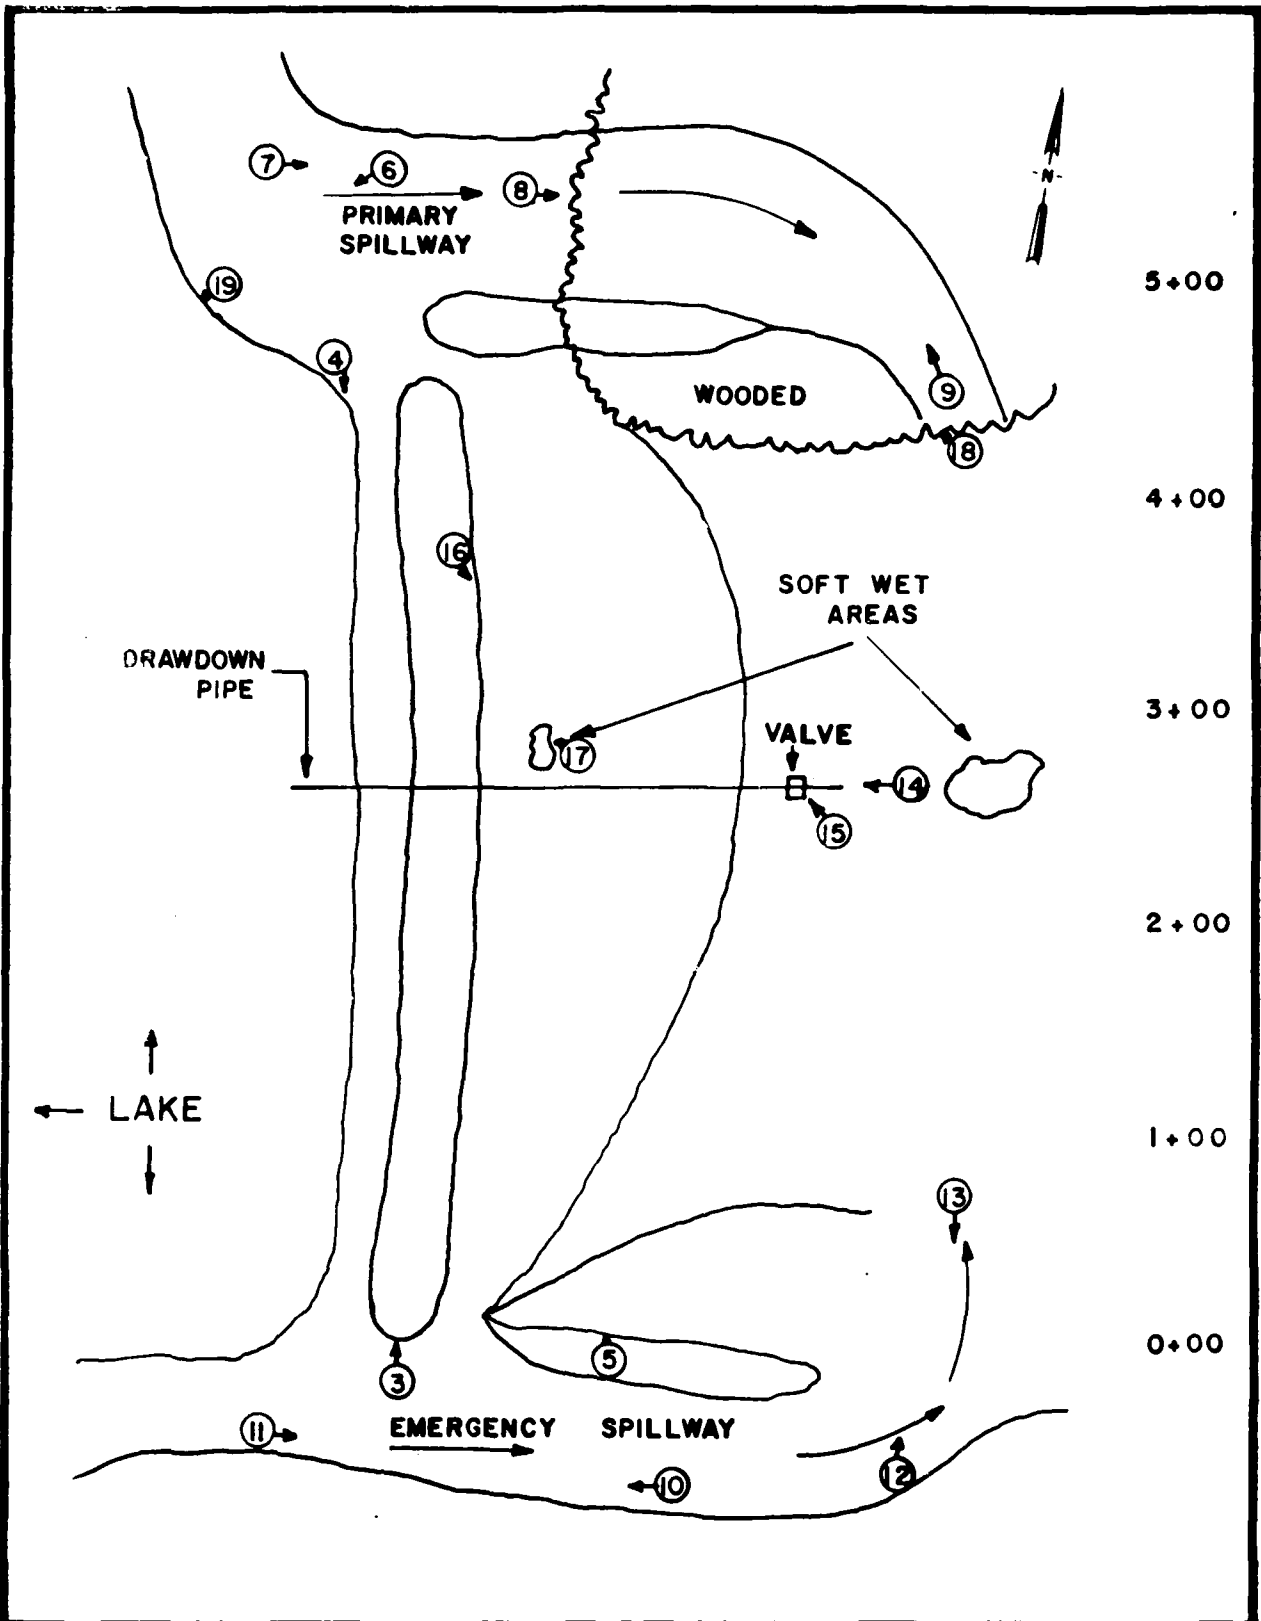 7
6
8
PRIMARY
SPILLWAY
N
19
5+00
4
WOODED
9
18
4+00
16
SOFT WET
AREAS
DRAWDOWN
PIPE
3+00
17
VALVE
14
15
2+00
LAKE
1+00
13
0+00
5
3
11
EMERGENCY SPILLWAY
12
10